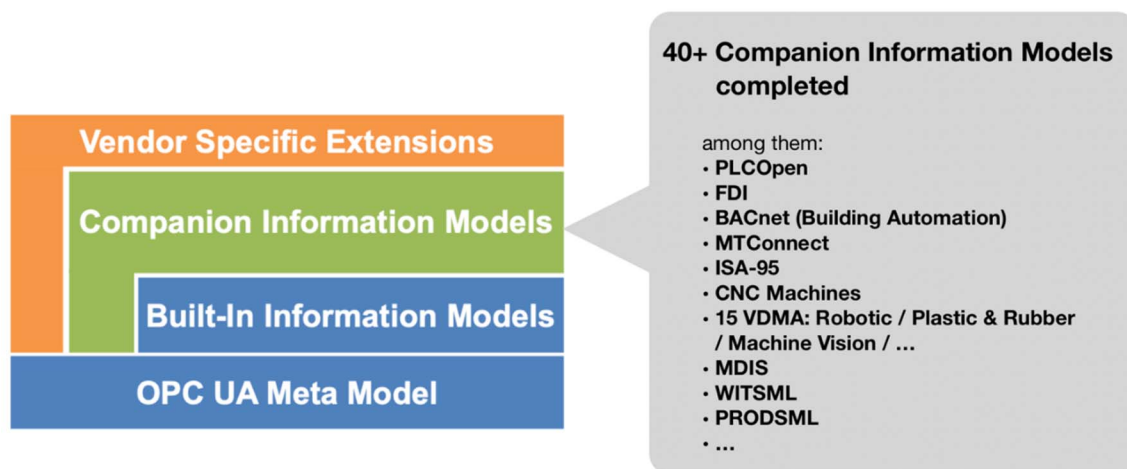 Vendor Specific Extensions
Companion Information Models
Built-In Information Models
OPC UA Meta Model
40+ Companion Information Models
completed
among them:
· PLCOpen
· FDI
· BACnet (Building Automation)
· MTConnect
· ISA-95
· CNC Machines
· 15 VDMA: Robotic / Plastic & Rubber
/ Machine Vision / ...
· MDIS
· WITSML
· PRODSML
· ...